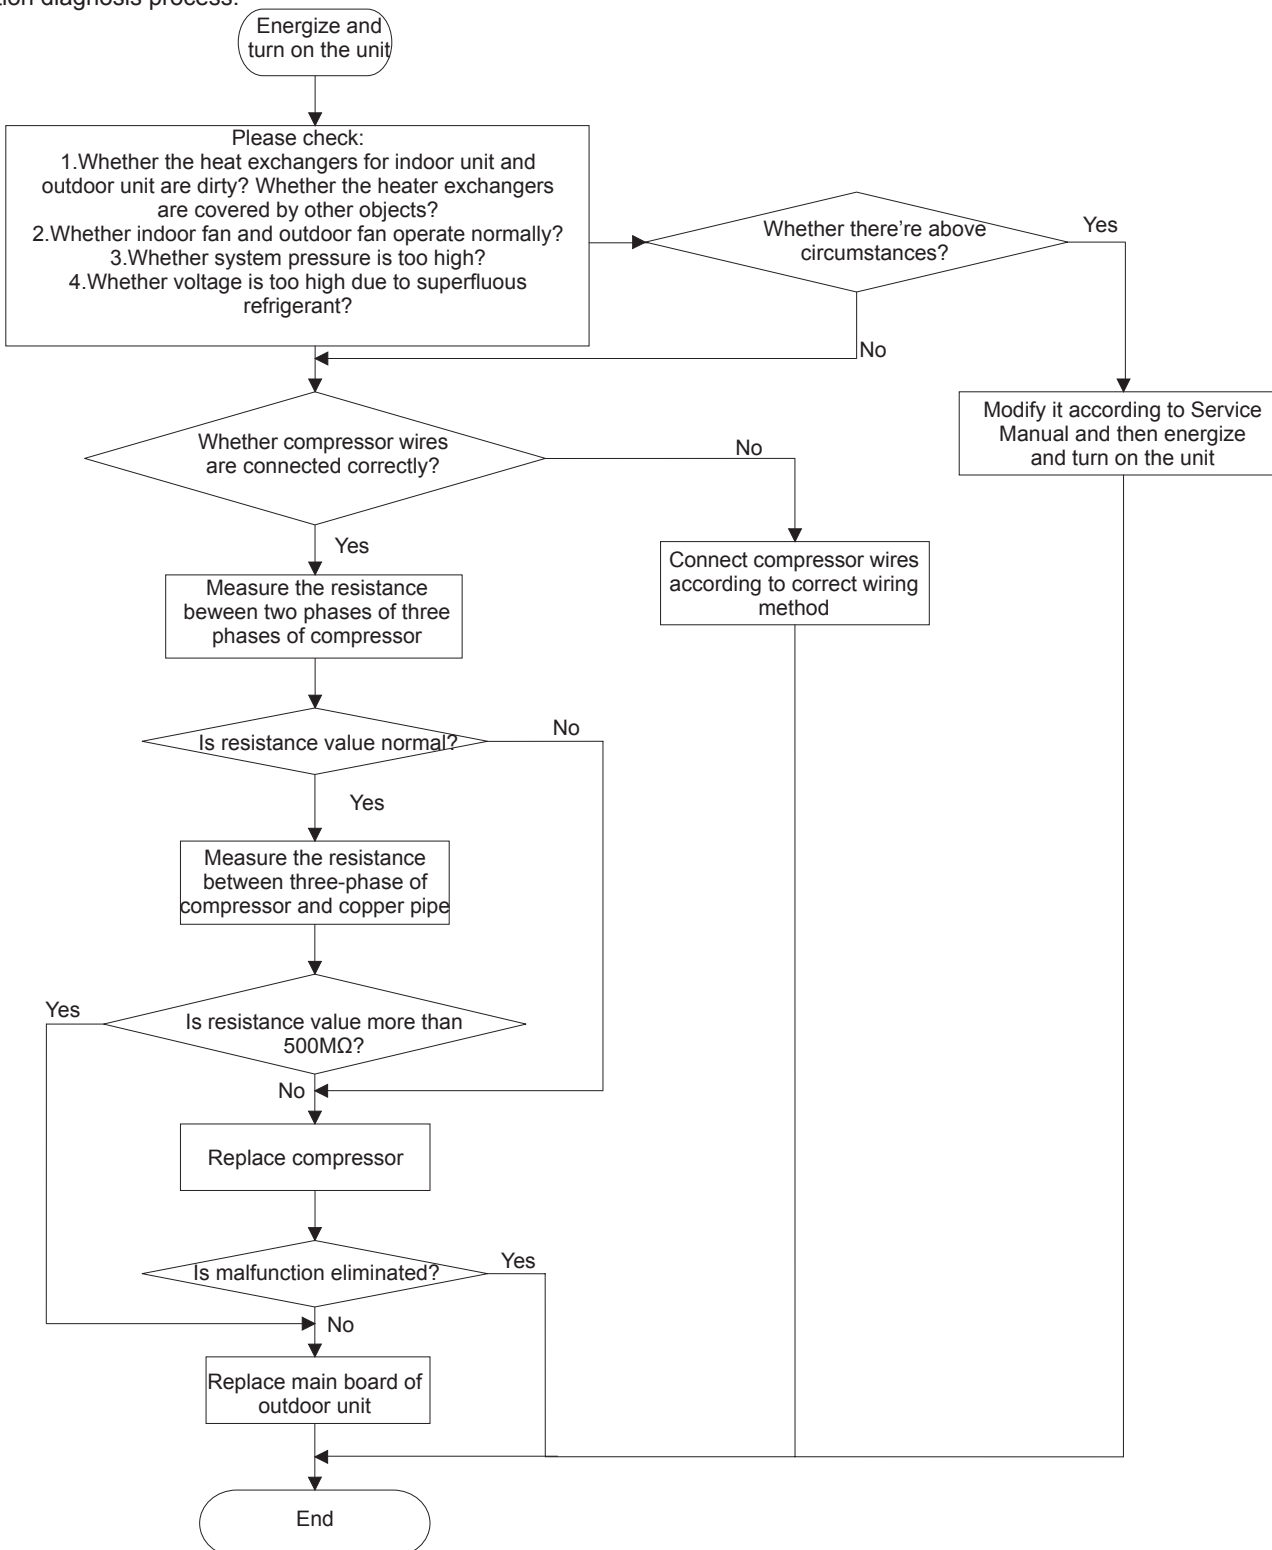 tion diagnosis process:
Energize and
turn on the unit
Please check:
1.Whether the heat exchangers for indoor unit and
outdoor unit are dirty? Whether the heater exchangers
are covered by other objects?
2.Whether indoor fan and outdoor fan operate normally?
3.Whether system pressure is too high?
4.Whether voltage is too high due to superfluous
refrigerant?
Whether there're above
circumstances?
Yes
No
Modify it according to Service
Manual and then energize
and turn on the unit
Whether compressor wires
are connected correctly?
No
Yes
Connect compressor wires
according to correct wiring
method
Measure the resistance
beween two phases of three
phases of compressor
Is resistance value normal?
No
Yes
Measure the resistance
between three-phase of
compressor and copper pipe
Yes
Is resistance value more than
500MΩ?
No
Replace compressor
Is malfunction eliminated?
Yes
No
Replace main board of
outdoor unit
End